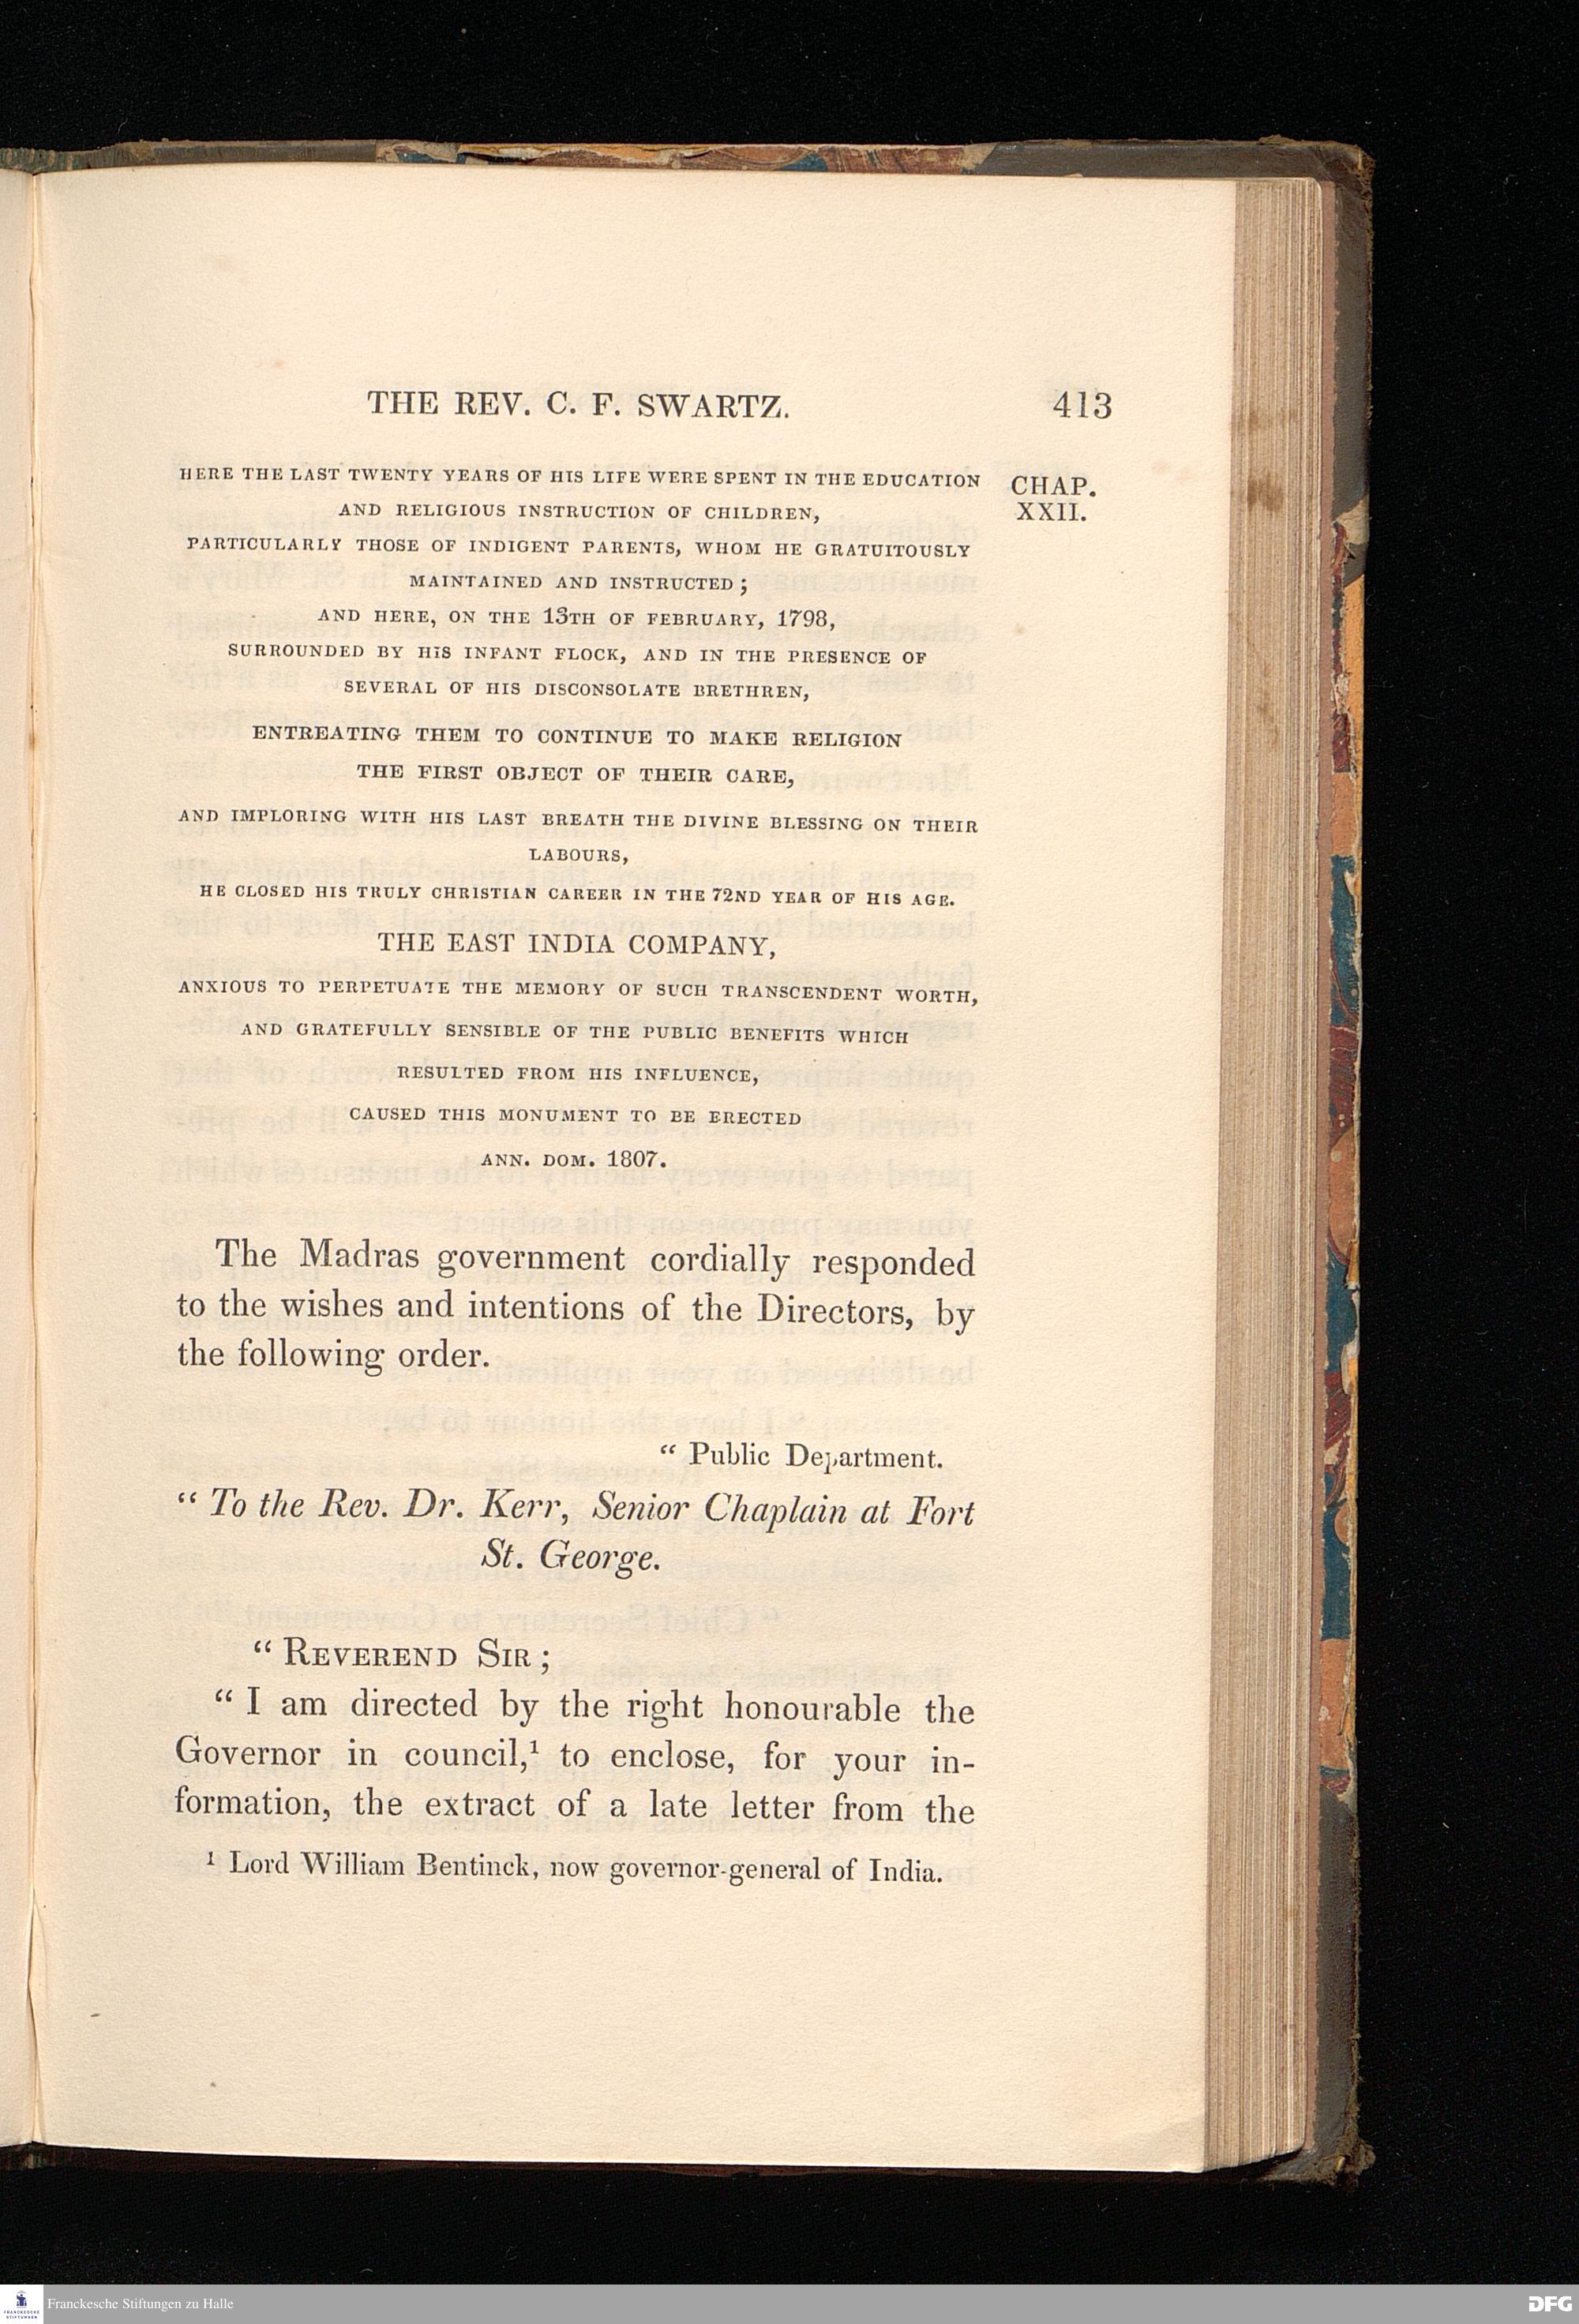 THE REV. C. F. SWARTZ. 413
CHAP.
XXII.
HERE THE LAST TWENTY YEARS OF HIS LIFE WERE SPENT IN THE EDUCATION
AND RELIGIOUS INSTRUCTION OF CHILDREN,
PARTICULARLY THOSE OF INDIGENT PARENTS, WHOM HE GRATUITOUSLY
MAINTAINED AND INSTRUCTED;
AND HERE, ON THE 13TH OF FEBRUARY, 1798,
SURROUNDED BY HIS INFANT FLOCK, AND IN THE PRESENCE OF
SEVERAL OF HIS DISCONSOLATE BRETHREN,
ENTREATING THEM TO CONTINUE TO MAKE RELIGION
THE FIRST OBJECT OF THEIR CARE,
AND IMPLORING WITH HIS LAST BREATH THE DIVINE BLESSING ON THEIR
LABOURS,
HE CLOSED HIS TRULY CHRISTIAN CAREER IN THE 72ND YEAR OF HIS AGE.
THE EAST INDIA COMPANY,
ANXIOUS TO PERPETUATE THE MEMORY OF SUCH TRANSCENDENT WORTH,
AND GRATEFULLY SENSIBLE OF THE PUBLIC BENEFITS WHICH
RESULTED FROM HIS INFLUENCE,
CAUSED THIS MONUMENT TO BE ERECTED
ANN. DOM. 1807.
The Madras government cordially responded
to the wishes and intentions of the Directors, by
the following order.
“ Public Department.
“ To the Rev. Dr. Kerr, Senior Chaplain at Fort
St. George.
“ REVEREND SIR;
“ I am directed by the right honourable the
Governor in council,¹ to enclose, for your in-
formation, the extract of a late letter from the
¹ Lord William Bentinck, now governor-general of India.
FRANCKESCHE
STIFTUNGEN
Franckesche Stiftungen zu Halle
DFG